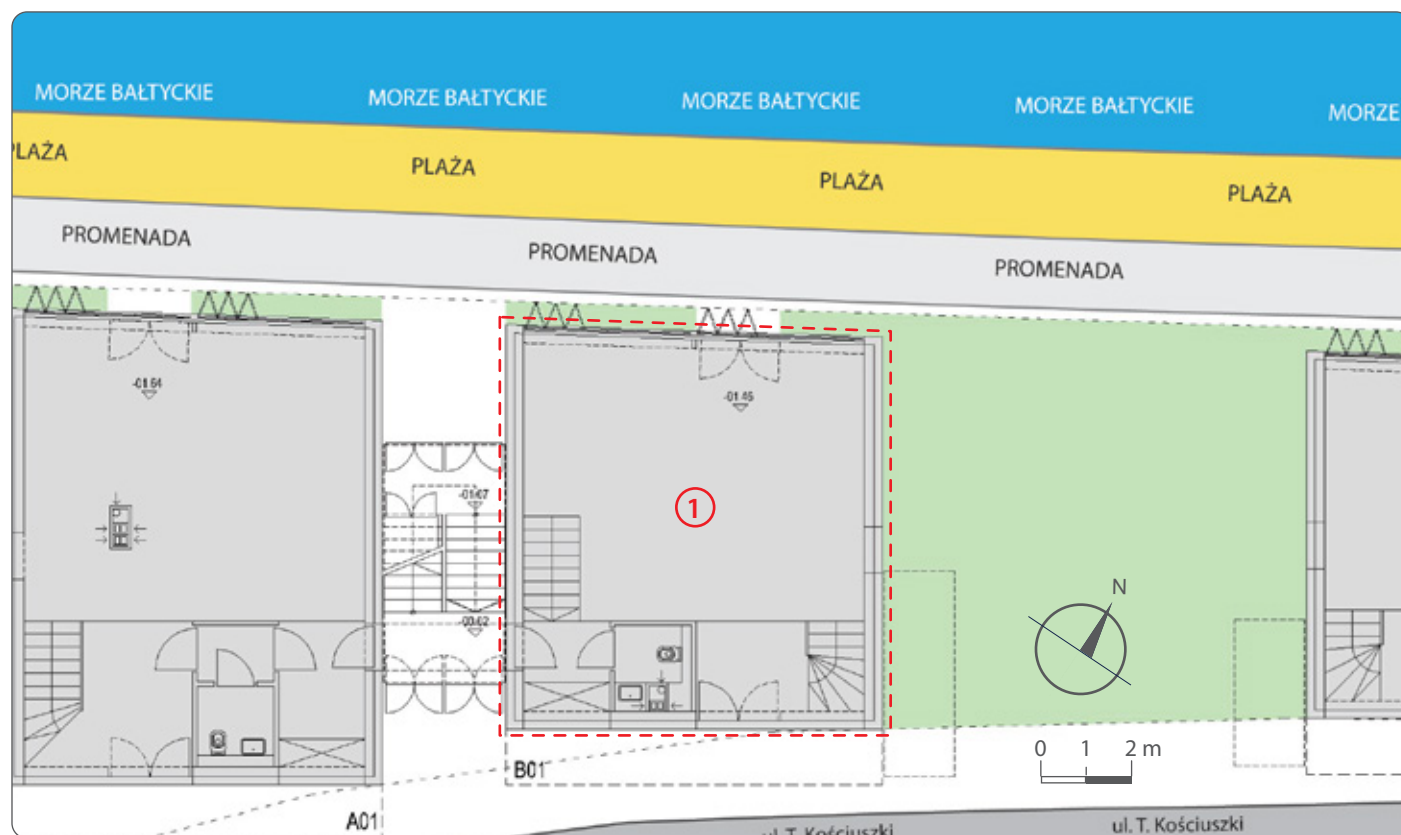 MORZE BAŁTYCKIE
MORZE BAŁTYCKIE
MORZE BAŁTYCKIE
MORZE BAŁTYCKIE
MORZE
PLAŻA
PLAŻA
PLAŻA
PLAŻA
PROMENADA
PROMENADA
PROMENADA
-01.64
-01.46
-01.07
1
-00.62
N
0 1 2 m
B01
A01
ul. T. Kościuszki
ul. T. Kościuszki